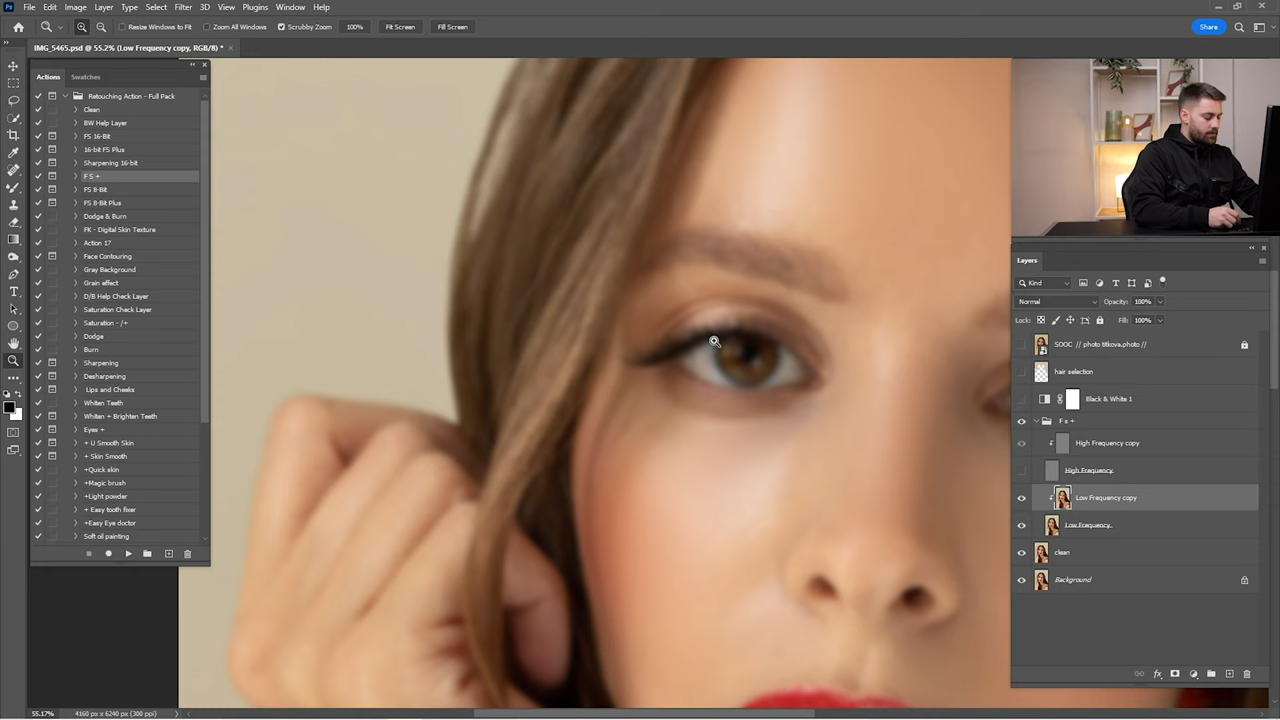 Ps File Edit Image Layer Type Select Filter 3D View Plugins Window Help
Resize Windows to Fit Zoom All Windows Scrubby Zoom 100% Fit Screen Fill Screen Share
IMG_5465.psd @ 55.2% (Low Frequency copy, RGB/8) *
Actions Swatches
Retouching Action - Full Pack
Clean
BW Help Layer
FS 16-Bit
16-bit FS Plus
Sharpening 16-bit
F S +
FS 8-Bit
FS 8-Bit Plus
Dodge & Burn
FK - Digital Skin Texture
Action 17
Face Contouring
Gray Background
Grain effect
D/B Help Check Layer
Saturation Check Layer
Saturation - /+
Dodge
Burn
Sharpening
Desharpening
Lips and Cheeks
Whiten Teeth
Whiten + Brighten Teeth
Eyes +
+ U Smooth Skin
+ Skin Smooth
+Quick skin
+Magic brush
+Light powder
+ Easy tooth fixer
+Easy Eye doctor
Soft oil painting
Layers
Kind
Normal Opacity: 100%
Lock: Fill: 100%
SOOC // photo titkova.photo //
hair selection
Black & White 1
F s +
High Frequency copy
High Frequency
Low Frequency copy
Low Frequency
clean
Background
fx
55.17% 4160 px x 6240 px (300 ppi)